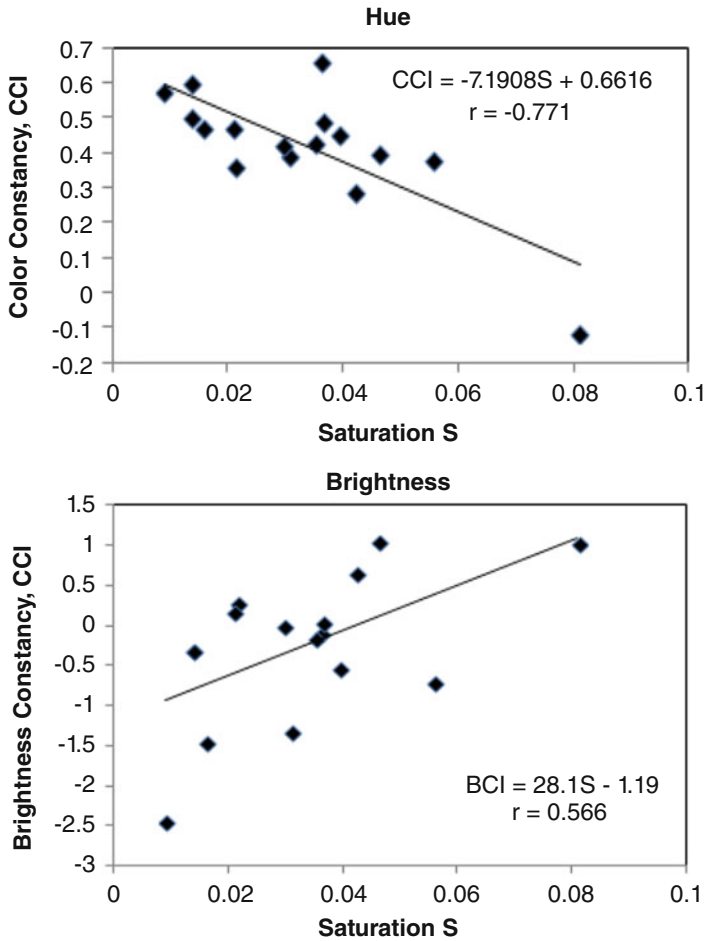 Hue
Color Constancy, CCI
0.7
0.6
0.5
0.4
0.3
0.2
0.1
0
-0.1
-0.2
CCI = -7.1908S + 0.6616
r = -0.771
0 0.02 0.04 0.06 0.08 0.1
Saturation S
Brightness
Brightness Constancy, CCI
1.5
1
0.5
0
-0.5
-1
-1.5
-2
-2.5
-3
BCI = 28.1S - 1.19
r = 0.566
0 0.02 0.04 0.06 0.08 0.1
Saturation S